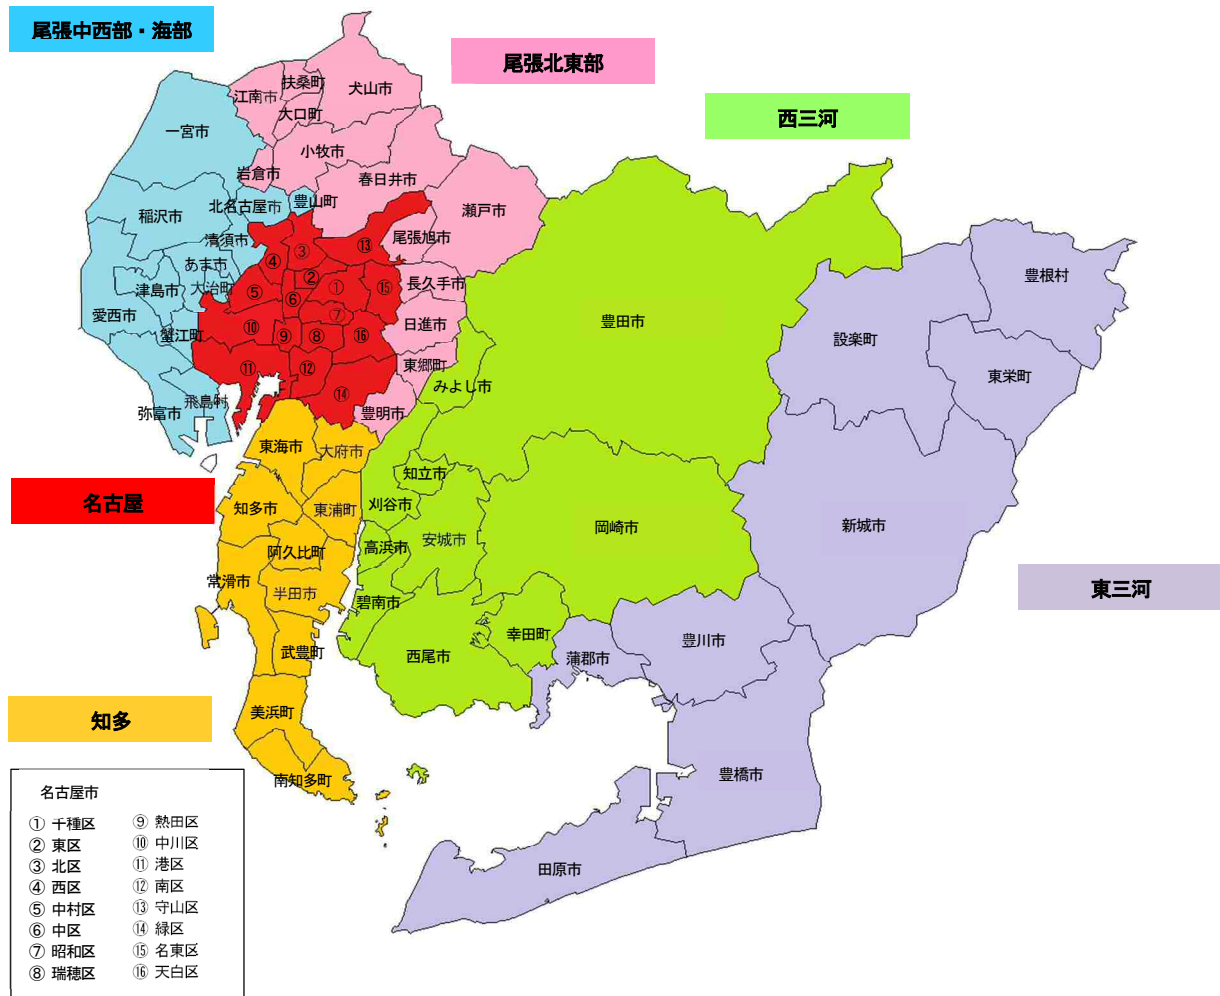 尾張中西部・海部
尾張北東部
西三河
扶桑町
犬山市
江南市
大口町
一宮市
小牧市
岩倉市
春日井市
豊山町
北名古屋市
瀬戸市
稲沢市
尾張旭市
清須市
⑬
③
④
あま市
豊根村
②
長久手市
津島市
大治町
⑤
⑥
①
⑮
愛西市
⑦
豊田市
日進市
蟹江町
⑩
⑨
⑧
⑯
設楽町
東郷町
⑪
⑫
東栄町
みよし市
⑭
飛島村
弥富市
豊明市
東海市
大府市
知立市
名古屋
知多市
東浦町
刈谷市
岡崎市
新城市
安城市
高浜市
阿久比町
常滑市
半田市
東三河
碧南市
幸田町
豊川市
武豊町
西尾市
蒲郡市
知多
美浜町
南知多町
豊橋市
田原市
名古屋市
① 千種区
② 東区
③ 北区
④ 西区
⑤ 中村区
⑥ 中区
⑦ 昭和区
⑧ 瑞穂区
⑨ 熱田区
⑩ 中川区
⑪ 港区
⑫ 南区
⑬ 守山区
⑭ 緑区
⑮ 名東区
⑯ 天白区